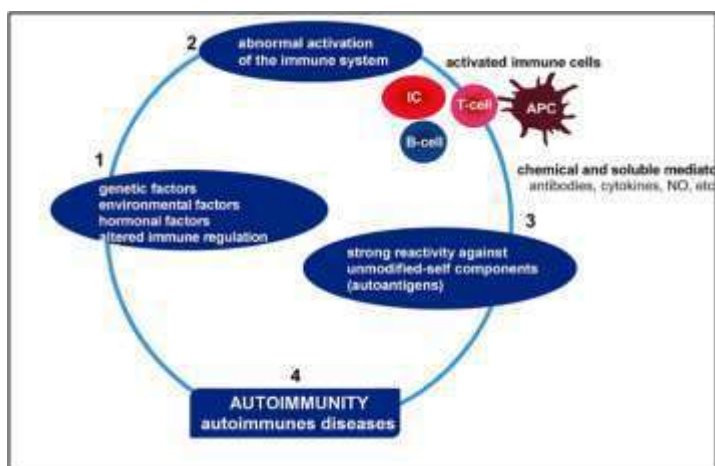 2
abnormal activation
of the immune system
activated immune cells
IC
T-cell
APC
B-cell
1
genetic factors
environmental factors
hormonal factors
altered immune regulation
chemical and soluble mediato
antibodies, cytokines, NO, etc
3
strong reactivity against
unmodified-self components
(autoantigens)
4
AUTOIMMUNITY
autoimmunes diseases